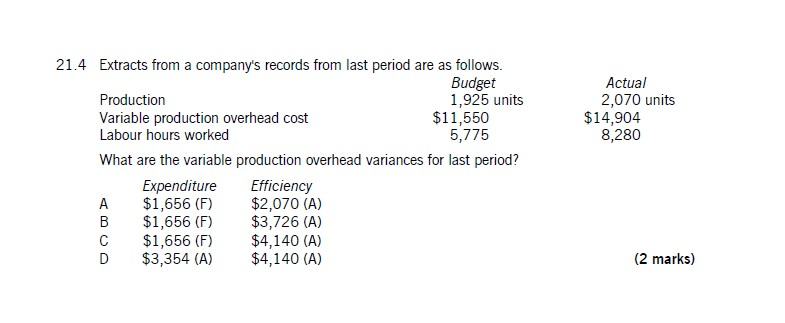 21.4 Extracts from a company's records from last period are as follows.
Budget Actual
Production 1,925 units 2,070 units
Variable production overhead cost $11,550 $14,904
Labour hours worked 5,775 8,280
What are the variable production overhead variances for last period?
Expenditure Efficiency
A $1,656 (F) $2,070 (A)
B $1,656 (F) $3,726 (A)
C $1,656 (F) $4,140 (A)
D $3,354 (A) $4,140 (A) (2 marks)